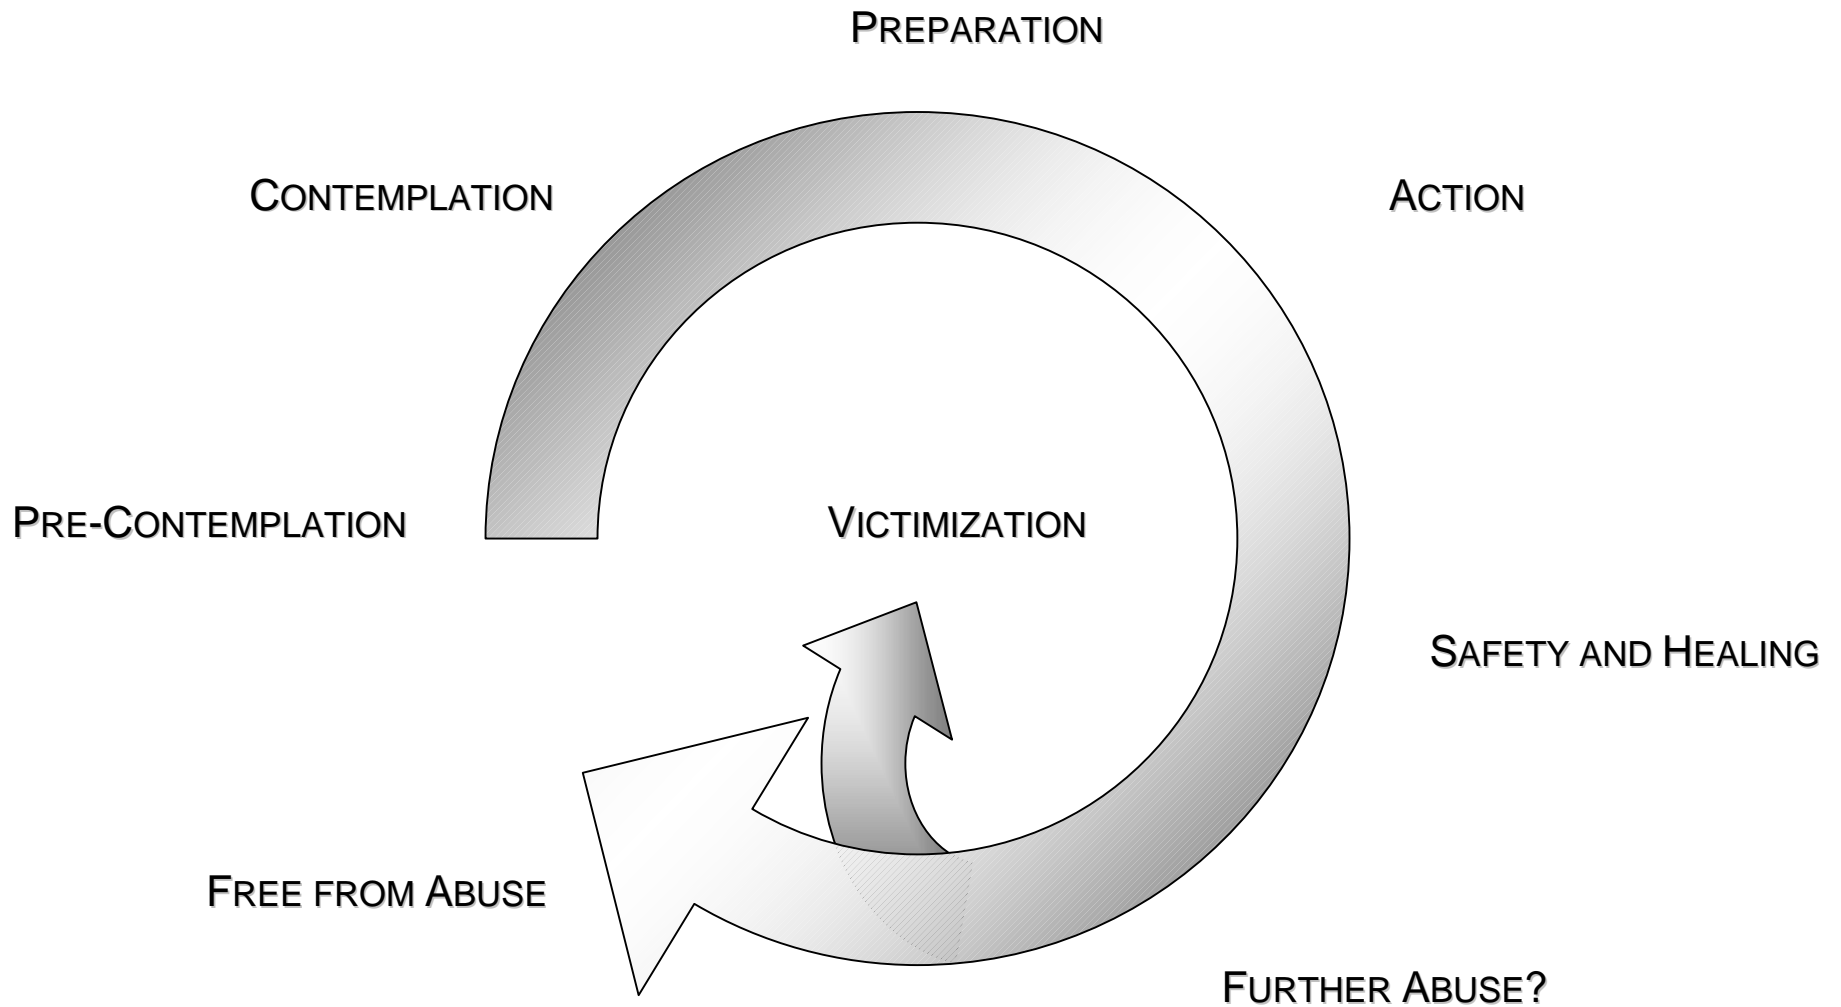 PREPARATION
CONTEMPLATION
ACTION
PRE-CONTEMPLATION
VICTIMIZATION
SAFETY AND HEALING
FREE FROM ABUSE
FURTHER ABUSE?